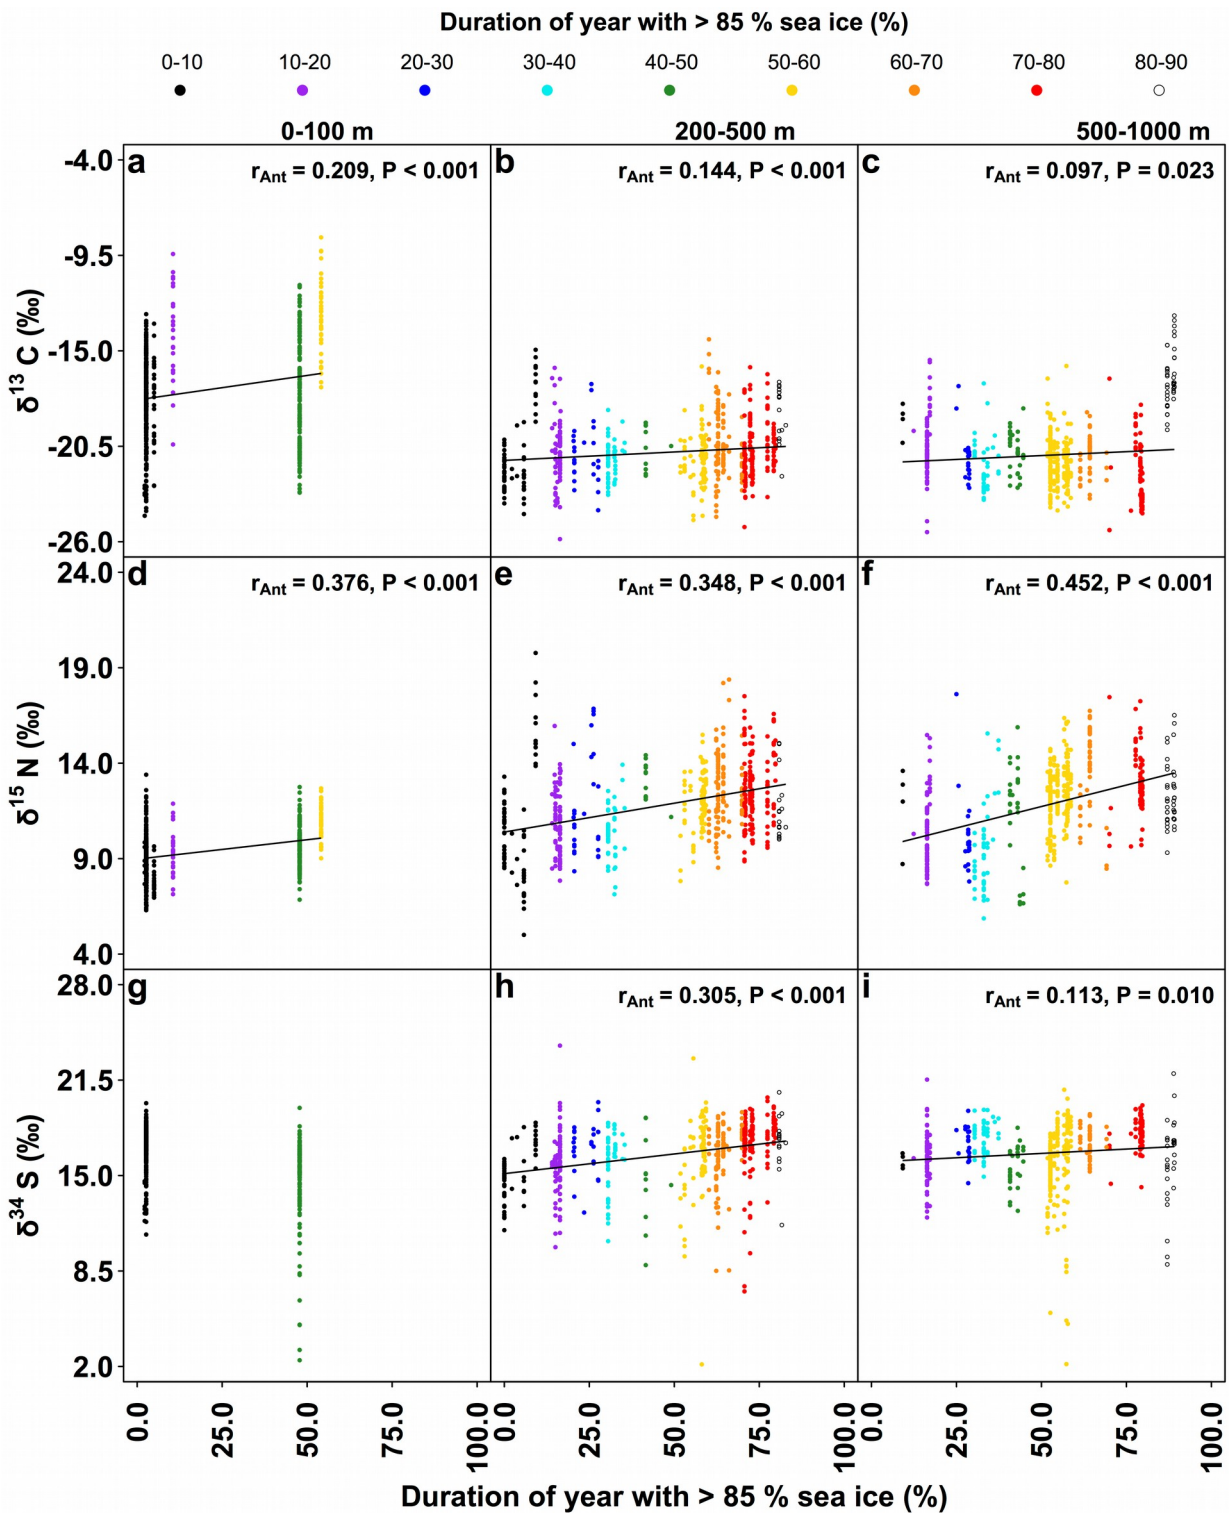 Duration of year with > 85 % sea ice (%)
0-10 10-20 20-30 30-40 40-50 50-60 60-70 70-80 80-90
0-100 m 200-500 m 500-1000 m
a rAnt = 0.209, P < 0.001
b rAnt = 0.144, P < 0.001
c rAnt = 0.097, P = 0.023
-4.0
-9.5
-15.0
-20.5
-26.0
δ13 C (‰)
d rAnt = 0.376, P < 0.001
e rAnt = 0.348, P < 0.001
f rAnt = 0.452, P < 0.001
24.0
19.0
14.0
9.0
4.0
δ15 N (‰)
g
h rAnt = 0.305, P < 0.001
i rAnt = 0.113, P = 0.010
28.0
21.5
15.0
8.5
2.0
δ34 S (‰)
0.0 25.0 50.0 75.0 100.0 0.0 25.0 50.0 75.0 100.0 0.0 25.0 50.0 75.0 100.0
Duration of year with > 85 % sea ice (%)